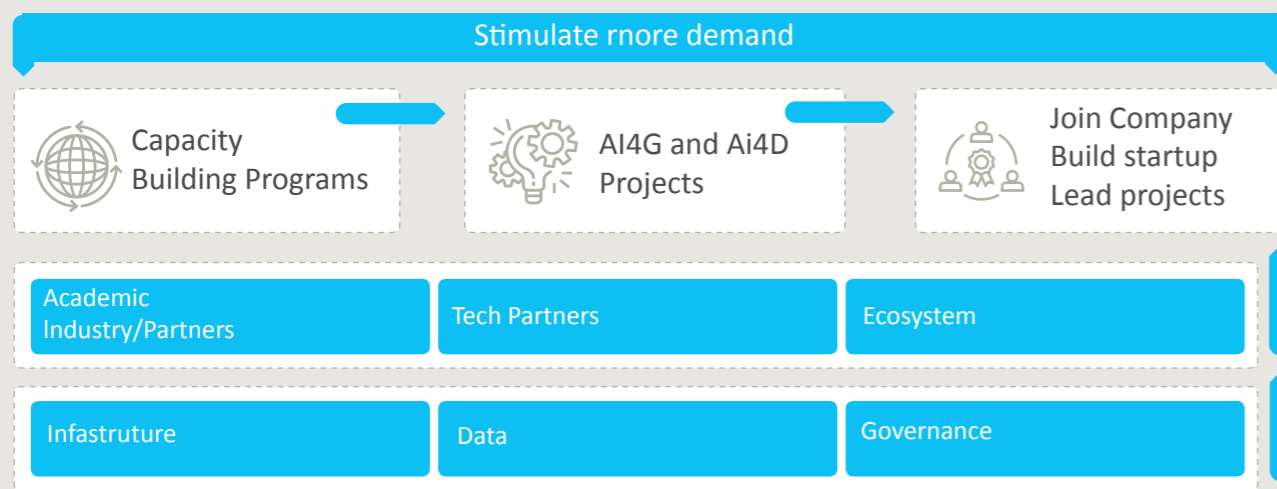 Stimulate rnore demand
Capacity
Building Programs
AI4G and Ai4D
Projects
Join Company
Build startup
Lead projects
Academic
Industry/Partners
Tech Partners
Ecosystem
Infastruture
Data
Governance